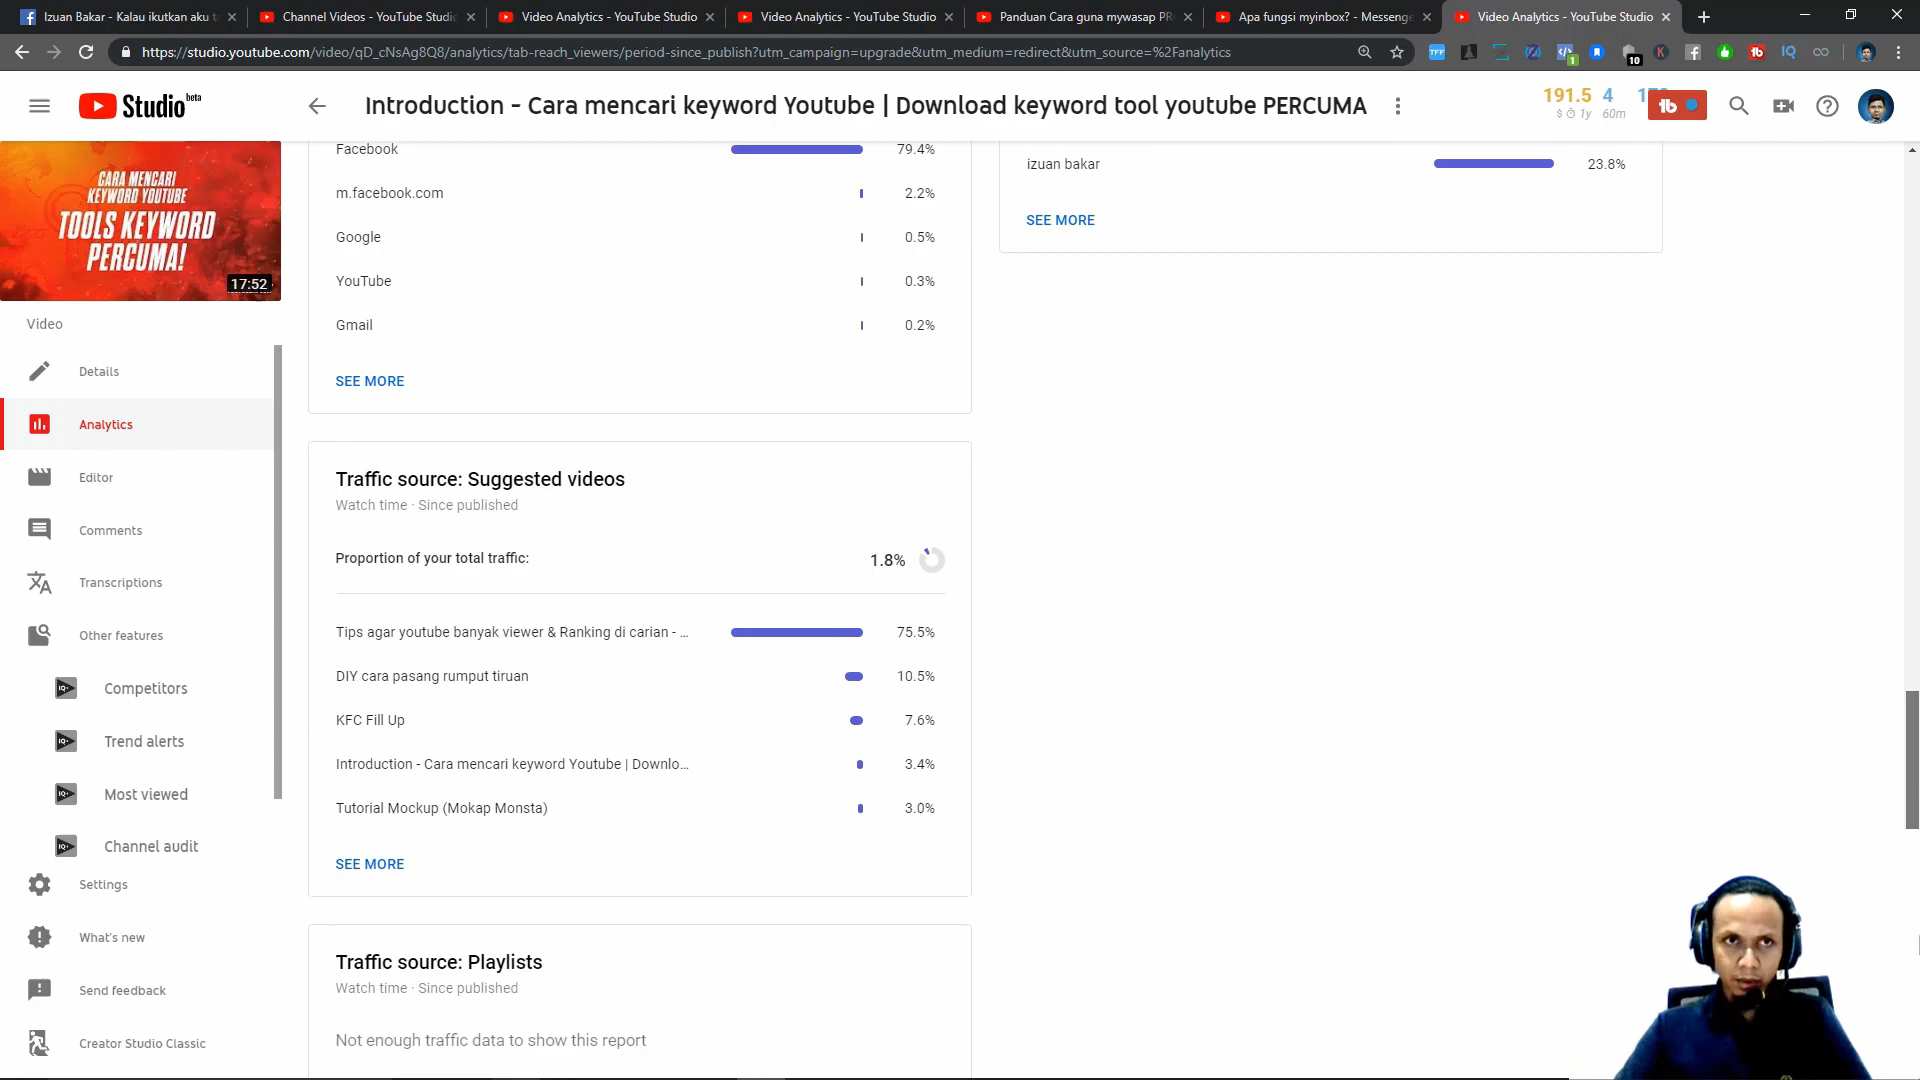 Izuan Bakar - Kalau ikutkan aku t
Channel Videos - YouTube Studio
Video Analytics - YouTube Studio
Video Analytics - YouTube Studio
Panduan Cara guna mywasap PR
Apa fungsi myinbox? - Messenge
Video Analytics - YouTube Studio
https://studio.youtube.com/video/qD_cNsAg8Q8/analytics/tab-reach_viewers/period-since_publish?utm_campaign=upgrade&utm_medium=redirect&utm_source=%2Fanalytics
TFF
1
10
K
IQ
Studio beta
Introduction - Cara mencari keyword Youtube | Download keyword tool youtube PERCUMA
191.5 4
1y 60m
tb
CARA MENCARI
KEYWORD YOUTUBE
TOOLS KEYWORD
PERCUMA!
17:52
Video
Details
Analytics
Editor
Comments
Transcriptions
Other features
Competitors
Trend alerts
Most viewed
Channel audit
Settings
What's new
Send feedback
Creator Studio Classic
Facebook 79.4%
m.facebook.com 2.2%
Google 0.5%
YouTube 0.3%
Gmail 0.2%
SEE MORE
izuan bakar 23.8%
SEE MORE
Traffic source: Suggested videos
Watch time · Since published
Proportion of your total traffic: 1.8%
Tips agar youtube banyak viewer & Ranking di carian - ... 75.5%
DIY cara pasang rumput tiruan 10.5%
KFC Fill Up 7.6%
Introduction - Cara mencari keyword Youtube | Downlo... 3.4%
Tutorial Mockup (Mokap Monsta) 3.0%
SEE MORE
Traffic source: Playlists
Watch time · Since published
Not enough traffic data to show this report